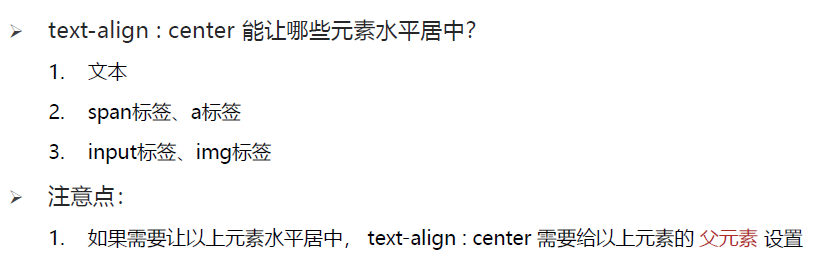 ➢ text-align : center 能让哪些元素水平居中？
1. 文本
2. span标签、a标签
3. input标签、img标签
➢ 注意点：
1. 如果需要让以上元素水平居中， text-align : center 需要给以上元素的 父元素 设置